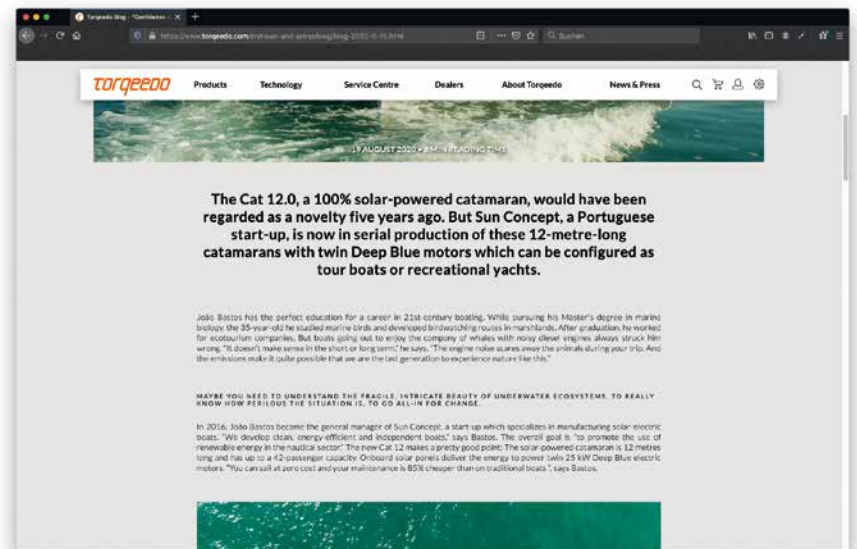 Torqeedo Blog - "Confidence
https://www.torqeedo.com
Suchen
TORQEEDO
Products Technology Service Centre Dealers About Torqeedo News & Press
19 AUGUST 2020 • 8 MIN READING TIME
The Cat 12.0, a 100% solar-powered catamaran, would have been
regarded as a novelty five years ago. But Sun Concept, a Portuguese
start-up, is now in serial production of these 12-metre-long
catamarans with twin Deep Blue motors which can be configured as
tour boats or recreational yachts.
João Bastos has the perfect education for a career in 21st-century boating. While pursuing his Master's degree in marine
biology, the 35-year-old he studied marine birds and developed birdwatching routes in marshlands. After graduation, he worked
for ecotourism companies. But boats going out to enjoy the company of whales with noisy diesel engines always struck him
wrong. "It doesn't make sense in the short or long term," he says. "The engine noise scares away the animals during your trip. And
the emissions make it quite possible that we are the last generation to experience nature like this."
MAYBE YOU NEED TO UNDERSTAND THE FRAGILE, INTRICATE BEAUTY OF UNDERWATER ECOSYSTEMS, TO REALLY
KNOW HOW PERILOUS THE SITUATION IS, TO GO ALL-IN FOR CHANGE.
In 2016, João Bastos became the general manager of Sun Concept, a start-up which specializes in manufacturing solar-electric
boats. "We develop clean, energy-efficient and independent boats," says Bastos. The overall goal is "to promote the use of
renewable energy in the nautical sector." The new Cat 12 makes a pretty good point: The solar-powered catamaran is 12 metres
long and has up to a 42-passenger capacity. Onboard solar panels deliver the energy to power twin 25 kW Deep Blue electric
motors. "You can sail at zero cost and your maintenance is 85% cheaper than on traditional boats", says Bastos.